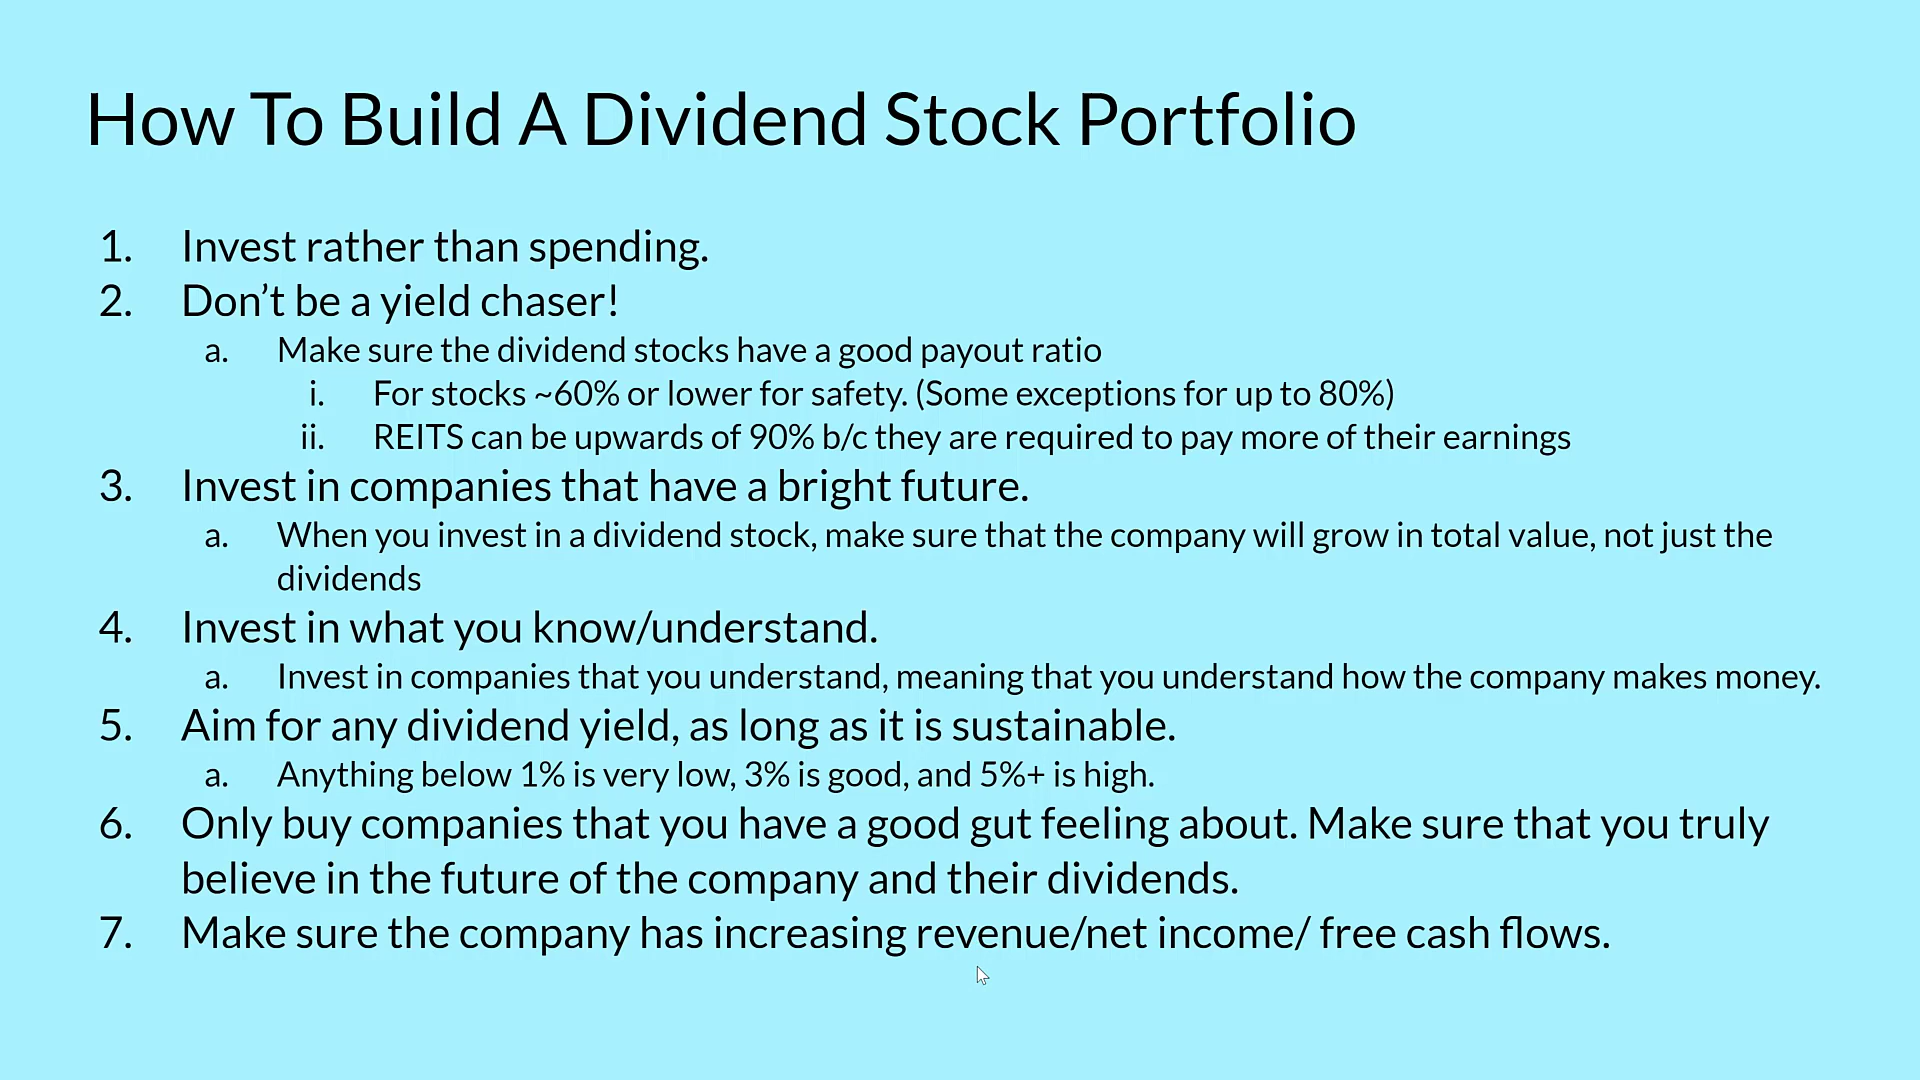 How To Build A Dividend Stock Portfolio
1. Invest rather than spending.
2. Don’t be a yield chaser!
a. Make sure the dividend stocks have a good payout ratio
i. For stocks ~60% or lower for safety. (Some exceptions for up to 80%)
ii. REITS can be upwards of 90% b/c they are required to pay more of their earnings
3. Invest in companies that have a bright future.
a. When you invest in a dividend stock, make sure that the company will grow in total value, not just the
dividends
4. Invest in what you know/understand.
a. Invest in companies that you understand, meaning that you understand how the company makes money.
5. Aim for any dividend yield, as long as it is sustainable.
a. Anything below 1% is very low, 3% is good, and 5%+ is high.
6. Only buy companies that you have a good gut feeling about. Make sure that you truly
believe in the future of the company and their dividends.
7. Make sure the company has increasing revenue/net income/ free cash flows.